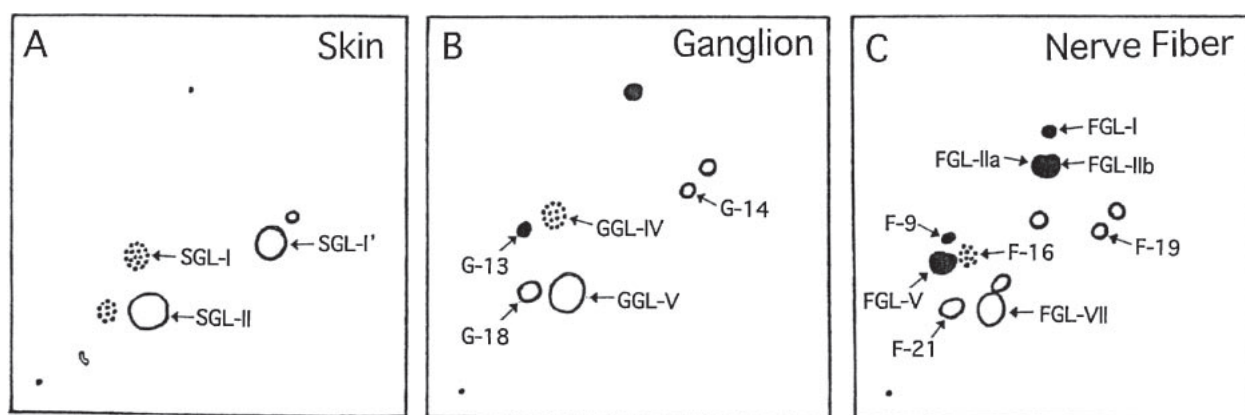 A Skin
SGL-I
SGL-I'
SGL-II
B Ganglion
G-14
GGL-IV
G-13
GGL-V
G-18
C Nerve Fiber
FGL-I
FGL-IIa FGL-IIb
F-9
F-19
F-16
FGL-V
FGL-VII
F-21